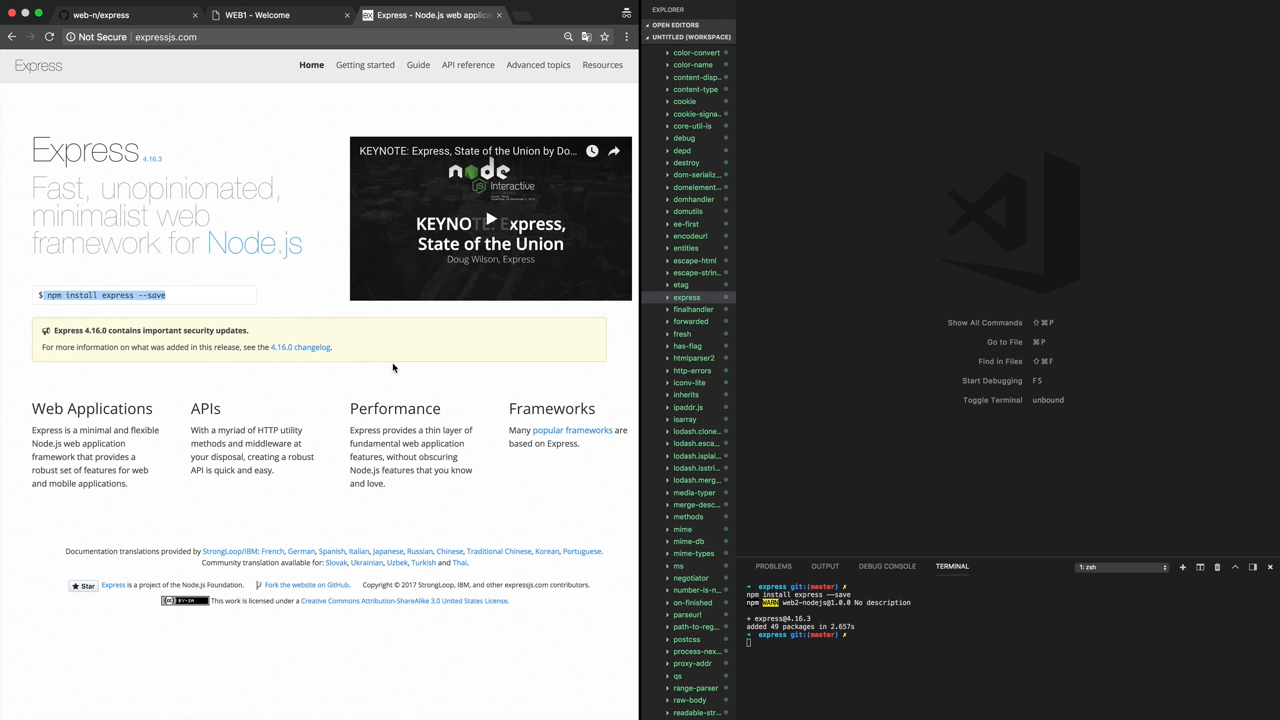 web-n/express
WEB1 - Welcome
ex Express - Node.js web applica
Not Secure expressjs.com
Express
Home Getting started Guide API reference Advanced topics Resources
Express 4.16.3
Fast, unopinionated,
minimalist web
framework for Node.js
$ npm install express --save
KEYNOTE: Express, State of the Union by Do...
node
JS INTERACTIVE
KEYNOTE: Express,
State of the Union
Doug Wilson, Express
Express 4.16.0 contains important security updates.
For more information on what was added in this release, see the 4.16.0 changelog.
Web Applications
Express is a minimal and flexible
Node.js web application
framework that provides a
robust set of features for web
and mobile applications.
APIs
With a myriad of HTTP utility
methods and middleware at
your disposal, creating a robust
API is quick and easy.
Performance
Express provides a thin layer of
fundamental web application
features, without obscuring
Node.js features that you know
and love.
Frameworks
Many popular frameworks are
based on Express.
Documentation translations provided by StrongLoop/IBM: French, German, Spanish, Italian, Japanese, Russian, Chinese, Traditional Chinese, Korean, Portuguese.
Community translation available for: Slovak, Ukrainian, Uzbek, Turkish and Thai.
Star Express is a project of the Node.js Foundation. Fork the website on GitHub. Copyright © 2017 StrongLoop, IBM, and other expressjs.com contributors.
This work is licensed under a Creative Commons Attribution-ShareAlike 3.0 United States License.
EXPLORER
OPEN EDITORS
UNTITLED (WORKSPACE)
color-convert
color-name
content-disp..
content-type
cookie
cookie-signa..
core-util-is
debug
depd
destroy
dom-serializ...
domelement...
domhandler
domutils
ee-first
encodeurl
entities
escape-html
escape-strin...
etag
express
finalhandler
forwarded
fresh
has-flag
htmlparser2
http-errors
iconv-lite
inherits
ipaddr.js
isarray
lodash.clone...
lodash.esca...
lodash.isplai...
lodash.isstri...
lodash.merg...
media-typer
merge-desc...
methods
mime
mime-db
mime-types
ms
negotiator
number-is-n...
on-finished
parseurl
path-to-reg...
postcss
process-nex...
proxy-addr
qs
range-parser
raw-body
readable-str...
Show All Commands ⇧⌘P
Go to File ⌘P
Find in Files ⇧⌘F
Start Debugging F5
Toggle Terminal unbound
PROBLEMS OUTPUT DEBUG CONSOLE TERMINAL 1: zsh
➜ express git:(master) ✗
npm install express --save
npm WARN web2-nodejs@1.0.0 No description
+ express@4.16.3
added 49 packages in 2.657s
➜ express git:(master) ✗